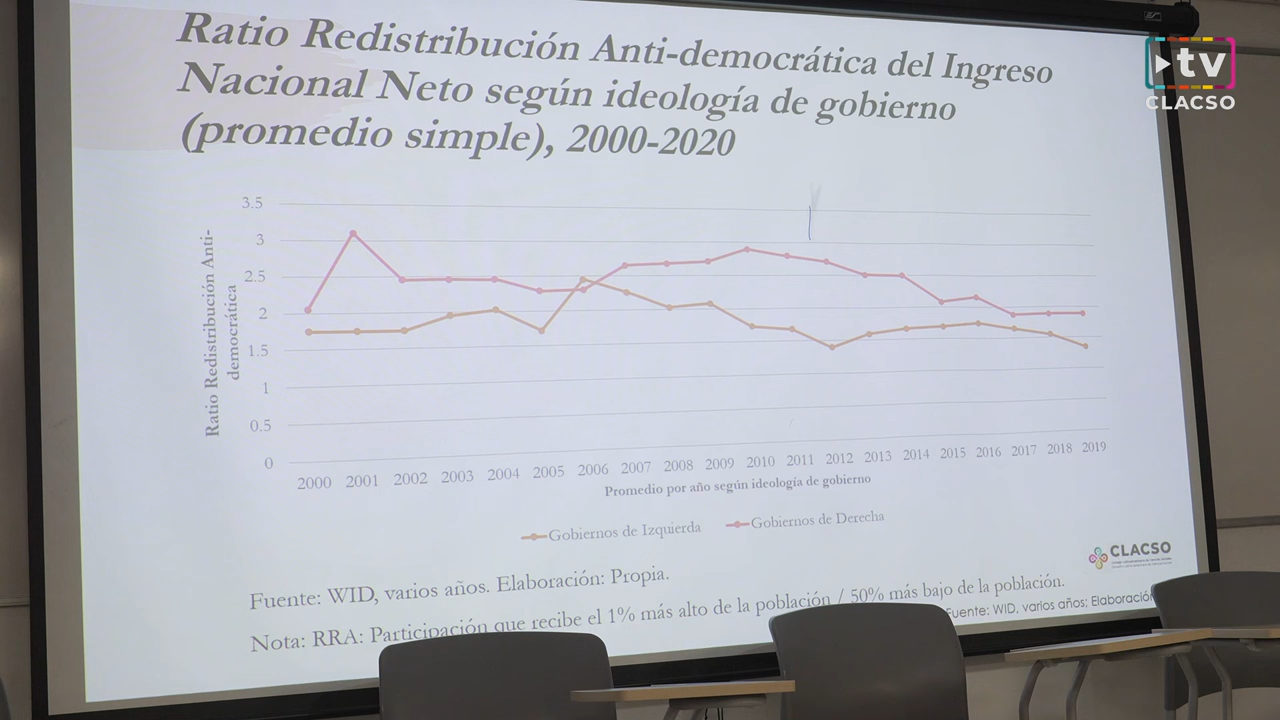 Ratio Redistribución Anti-democrática del Ingreso
Nacional Neto según ideología de gobierno
(promedio simple), 2000-2020
tv
CLACSO
3.5
3
2.5
2
1.5
1
0.5
0
Ratio Redistribución Anti-
democrática
2000 2001 2002 2003 2004 2005 2006 2007 2008 2009 2010 2011 2012 2013 2014 2015 2016 2017 2018 2019
Promedio por año según ideología de gobierno
Gobiernos de Izquierda Gobiernos de Derecha
CLACSO
Fuente: WID, varios años. Elaboración: Propia.
Nota: RRA: Participación que recibe el 1% más alto de la población / 50% más bajo de la población.
Fuente: WID, varios años; Elaboración